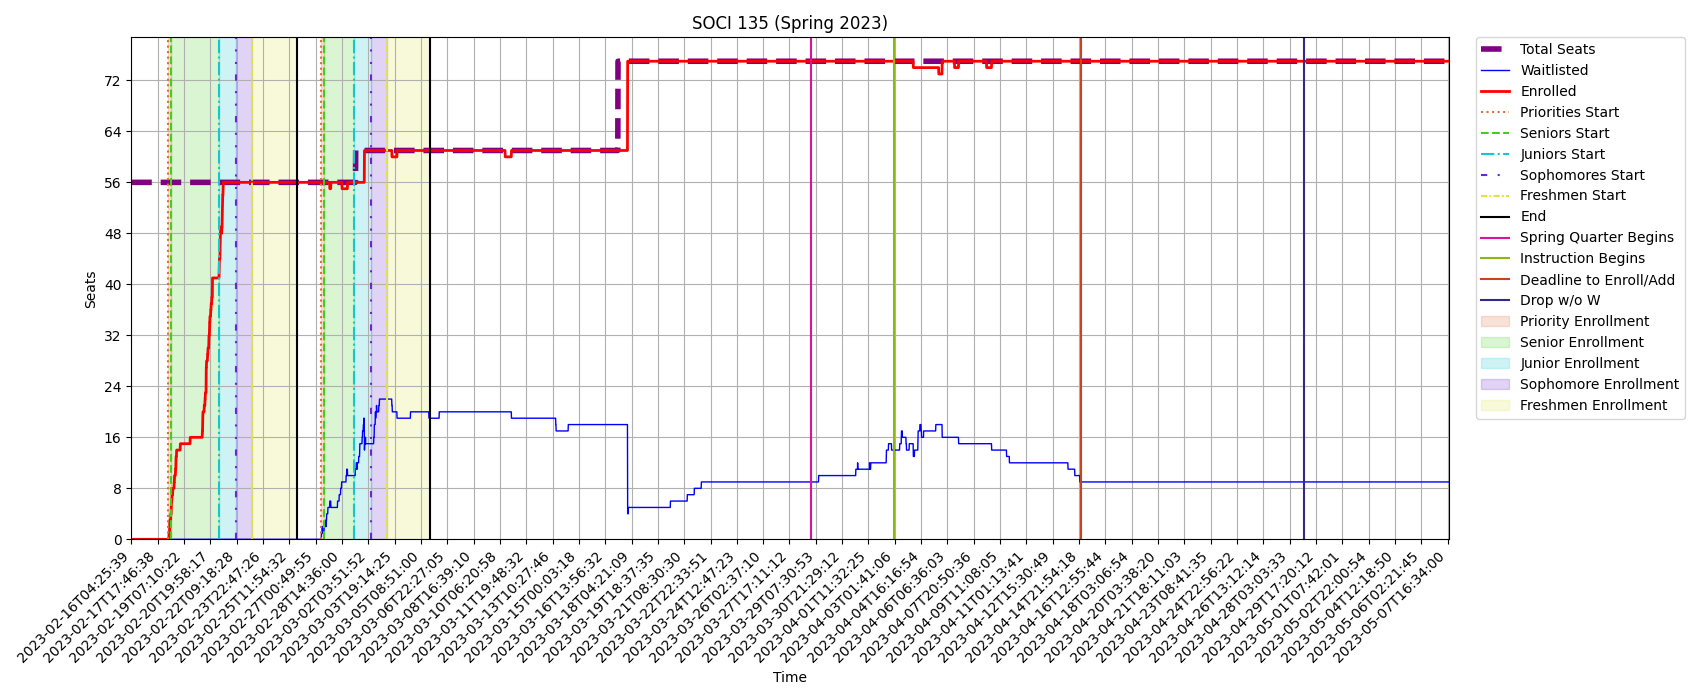 SOCI 135 (Spring 2023)
Seats
72
64
56
48
40
32
24
16
8
0
2023-02-16T04:25:39
2023-02-17T17:46:38
2023-02-19T07:10:22
2023-02-20T19:58:17
2023-02-22T09:18:28
2023-02-23T22:47:26
2023-02-25T11:54:32
2023-02-27T00:49:55
2023-02-28T14:36:00
2023-03-02T03:51:52
2023-03-03T19:14:25
2023-03-05T08:51:00
2023-03-06T22:27:05
2023-03-08T16:39:10
2023-03-10T06:20:58
2023-03-11T19:48:32
2023-03-13T10:27:46
2023-03-15T00:03:18
2023-03-16T13:56:32
2023-03-18T04:21:09
2023-03-19T18:37:35
2023-03-21T08:30:30
2023-03-22T22:33:51
2023-03-24T12:47:23
2023-03-26T02:37:10
2023-03-27T17:11:12
2023-03-29T07:30:53
2023-03-30T21:29:12
2023-04-01T11:32:25
2023-04-03T01:41:06
2023-04-04T16:16:54
2023-04-06T06:36:03
2023-04-07T20:50:36
2023-04-09T11:08:05
2023-04-11T01:13:41
2023-04-12T15:30:49
2023-04-14T21:54:18
2023-04-16T12:55:44
2023-04-18T03:06:54
2023-04-20T03:38:20
2023-04-21T18:11:03
2023-04-23T08:41:35
2023-04-24T22:56:22
2023-04-26T13:12:14
2023-04-28T03:03:33
2023-04-29T17:20:12
2023-05-01T07:42:01
2023-05-02T22:00:54
2023-05-04T12:18:50
2023-05-06T02:21:45
2023-05-07T16:34:00
Time
Total Seats
Waitlisted
Enrolled
Priorities Start
Seniors Start
Juniors Start
Sophomores Start
Freshmen Start
End
Spring Quarter Begins
Instruction Begins
Deadline to Enroll/Add
Drop w/o W
Priority Enrollment
Senior Enrollment
Junior Enrollment
Sophomore Enrollment
Freshmen Enrollment